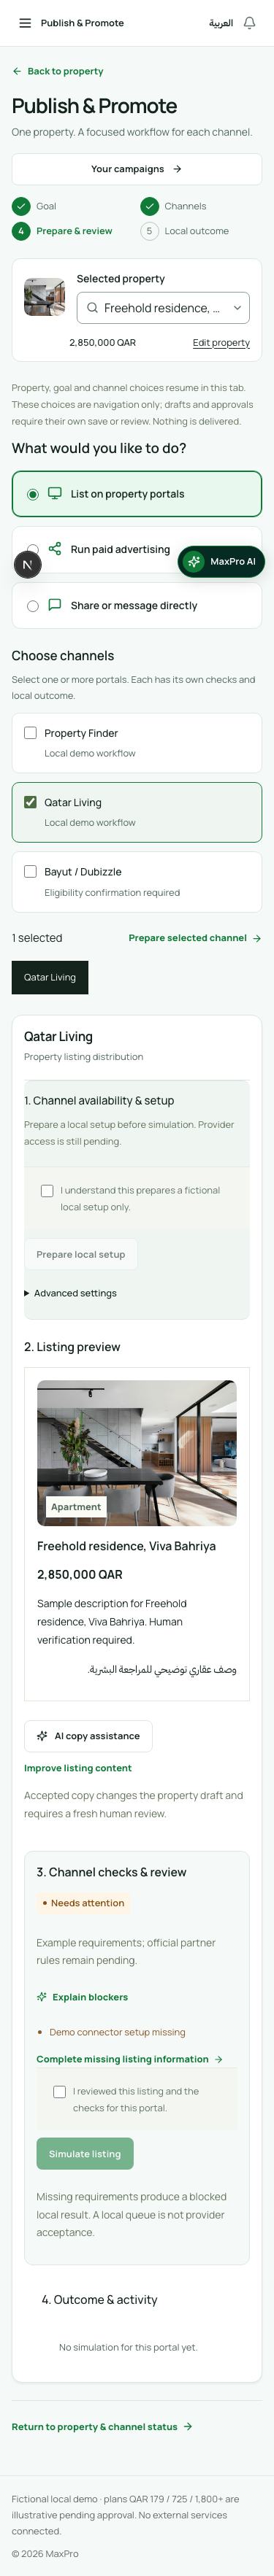 Publish & Promote
العربية
Back to property
Publish & Promote
One property. A focused workflow for each channel.
Your campaigns
Goal
Channels
4 Prepare & review
5 Local outcome
Selected property
Freehold residence, ...
2,850,000 QAR
Edit property
Property, goal and channel choices resume in this tab.
These choices are navigation only; drafts and approvals
require their own save or review. Nothing is delivered.
What would you like to do?
List on property portals
Run paid advertising
N
MaxPro AI
Share or message directly
Choose channels
Select one or more portals. Each has its own checks and
local outcome.
Property Finder
Local demo workflow
Qatar Living
Local demo workflow
Bayut / Dubizzle
Eligibility confirmation required
1 selected
Prepare selected channel
Qatar Living
Qatar Living
Property listing distribution
1. Channel availability & setup
Prepare a local setup before simulation. Provider
access is still pending.
I understand this prepares a fictional
local setup only.
Prepare local setup
Advanced settings
2. Listing preview
Apartment
Freehold residence, Viva Bahriya
2,850,000 QAR
Sample description for Freehold
residence, Viva Bahriya. Human
verification required.
وصف عقاري توضيحي للمراجعة البشرية.
AI copy assistance
Improve listing content
Accepted copy changes the property draft and
requires a fresh human review.
3. Channel checks & review
Needs attention
Example requirements; official partner
rules remain pending.
Explain blockers
Demo connector setup missing
Complete missing listing information
I reviewed this listing and the
checks for this portal.
Simulate listing
Missing requirements produce a blocked
local result. A local queue is not provider
acceptance.
4. Outcome & activity
No simulation for this portal yet.
Return to property & channel status
Fictional local demo · plans QAR 179 / 725 / 1,800+ are
illustrative pending approval. No external services
connected.
© 2026 MaxPro